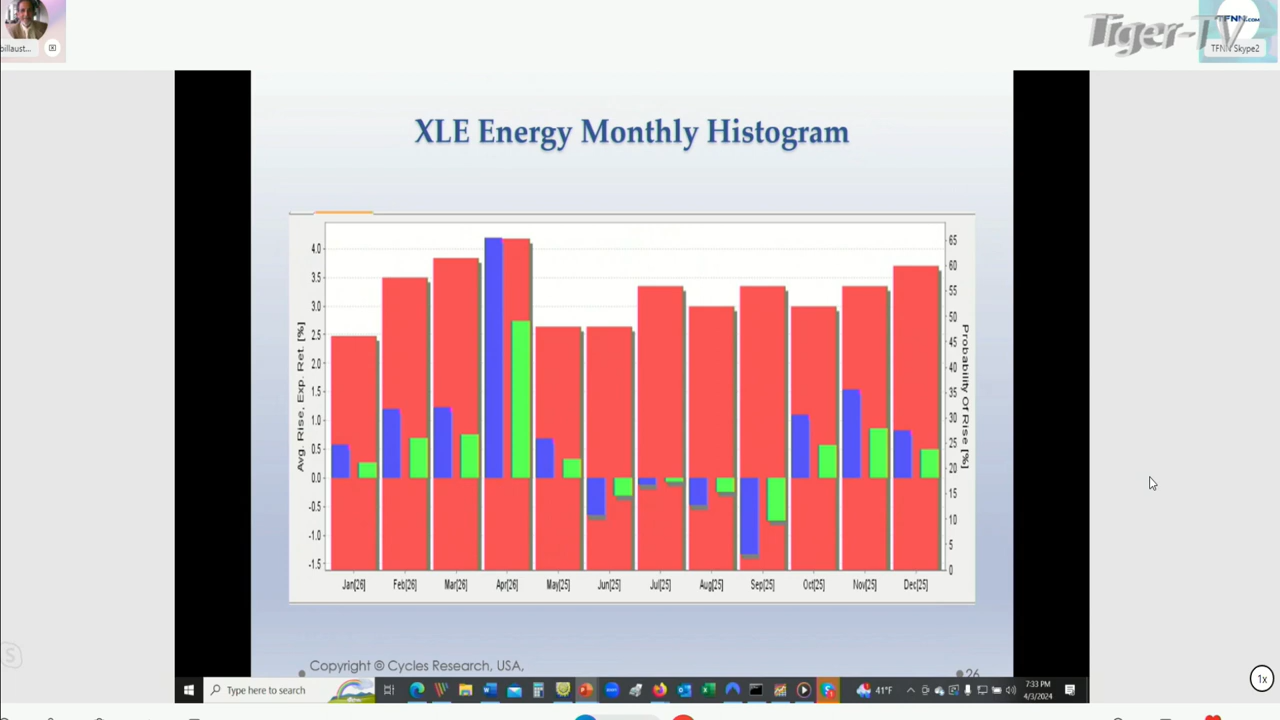 billaust...
Tiger-TV
TFNN.COM
TFNN Skype2
XLE Energy Monthly Histogram
4.0
3.5
3.0
2.5
2.0
1.5
1.0
0.5
0.0
-0.5
-1.0
-1.5
Avg. Rise, Exp. Ret. [%]
65
60
55
50
45
40
35
30
25
20
15
10
5
0
Probability Of Rise [%]
Jan[26] Feb[26] Mar[26] Apr[26] May[25] Jun[25] Jul[25] Aug[25] Sep[25] Oct[25] Nov[25] Dec[25]
Copyright @ Cycles Research, USA,
26
Type here to search
41°F
7:33 PM
4/3/2024
1x